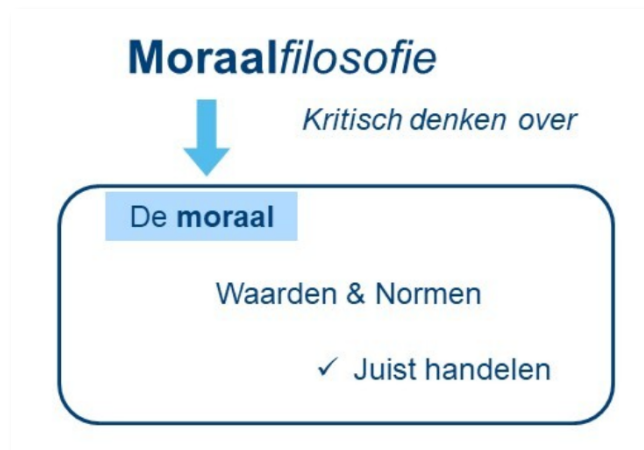 Moraalfilosofie
Kritisch denken over
De moraal
Waarden & Normen
✓ Juist handelen